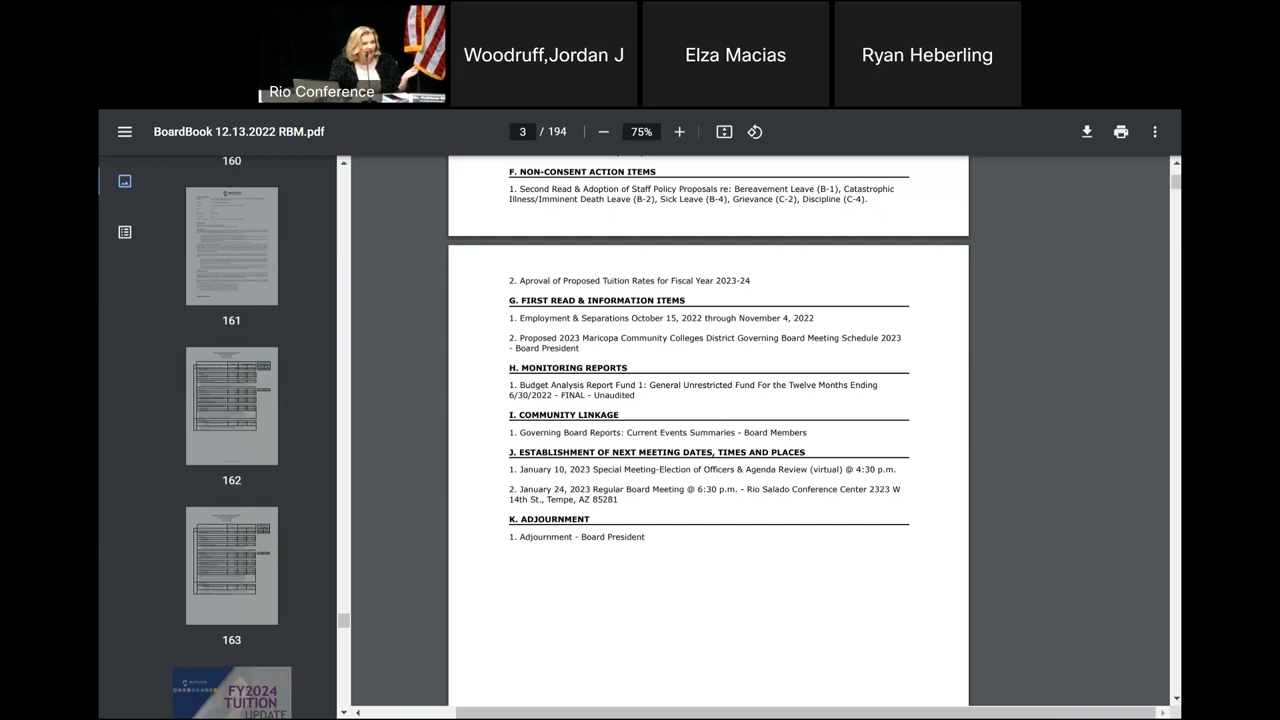 Rio Conference
Woodruff,Jordan J
Elza Macias
Ryan Heberling
BoardBook 12.13.2022 RBM.pdf
3 / 194
75%
160
161
162
163
FY2024
TUITION
UPDATE
F. NON-CONSENT ACTION ITEMS
1. Second Read & Adoption of Staff Policy Proposals re: Bereavement Leave (B-1), Catastrophic
Illness/Imminent Death Leave (B-2), Sick Leave (B-4), Grievance (C-2), Discipline (C-4).
2. Aproval of Proposed Tuition Rates for Fiscal Year 2023-24
G. FIRST READ & INFORMATION ITEMS
1. Employment & Separations October 15, 2022 through November 4, 2022
2. Proposed 2023 Maricopa Community Colleges District Governing Board Meeting Schedule 2023
- Board President
H. MONITORING REPORTS
1. Budget Analysis Report Fund 1: General Unrestricted Fund For the Twelve Months Ending
6/30/2022 - FINAL - Unaudited
I. COMMUNITY LINKAGE
1. Governing Board Reports: Current Events Summaries - Board Members
J. ESTABLISHMENT OF NEXT MEETING DATES, TIMES AND PLACES
1. January 10, 2023 Special Meeting-Election of Officers & Agenda Review (virtual) @ 4:30 p.m.
2. January 24, 2023 Regular Board Meeting @ 6:30 p.m. - Rio Salado Conference Center 2323 W
14th St., Tempe, AZ 85281
K. ADJOURNMENT
1. Adjournment - Board President